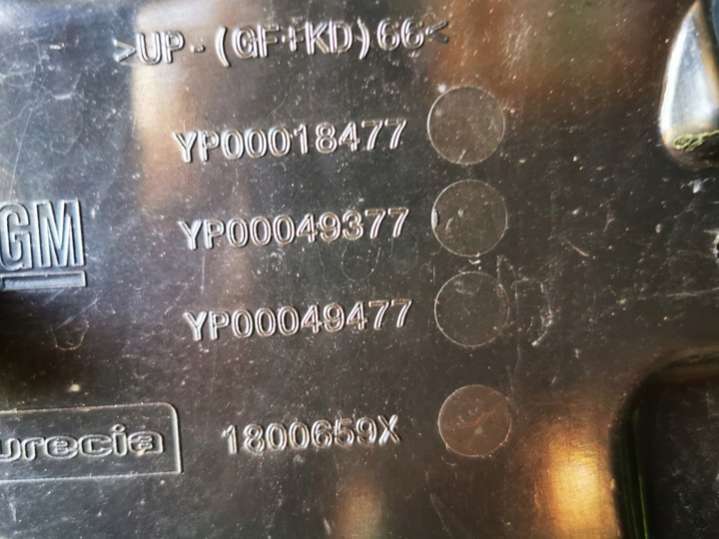 >UP-(GF+KD)66<
YP00018477
GM
YP00049377
YP00049477
urecia
1800659X